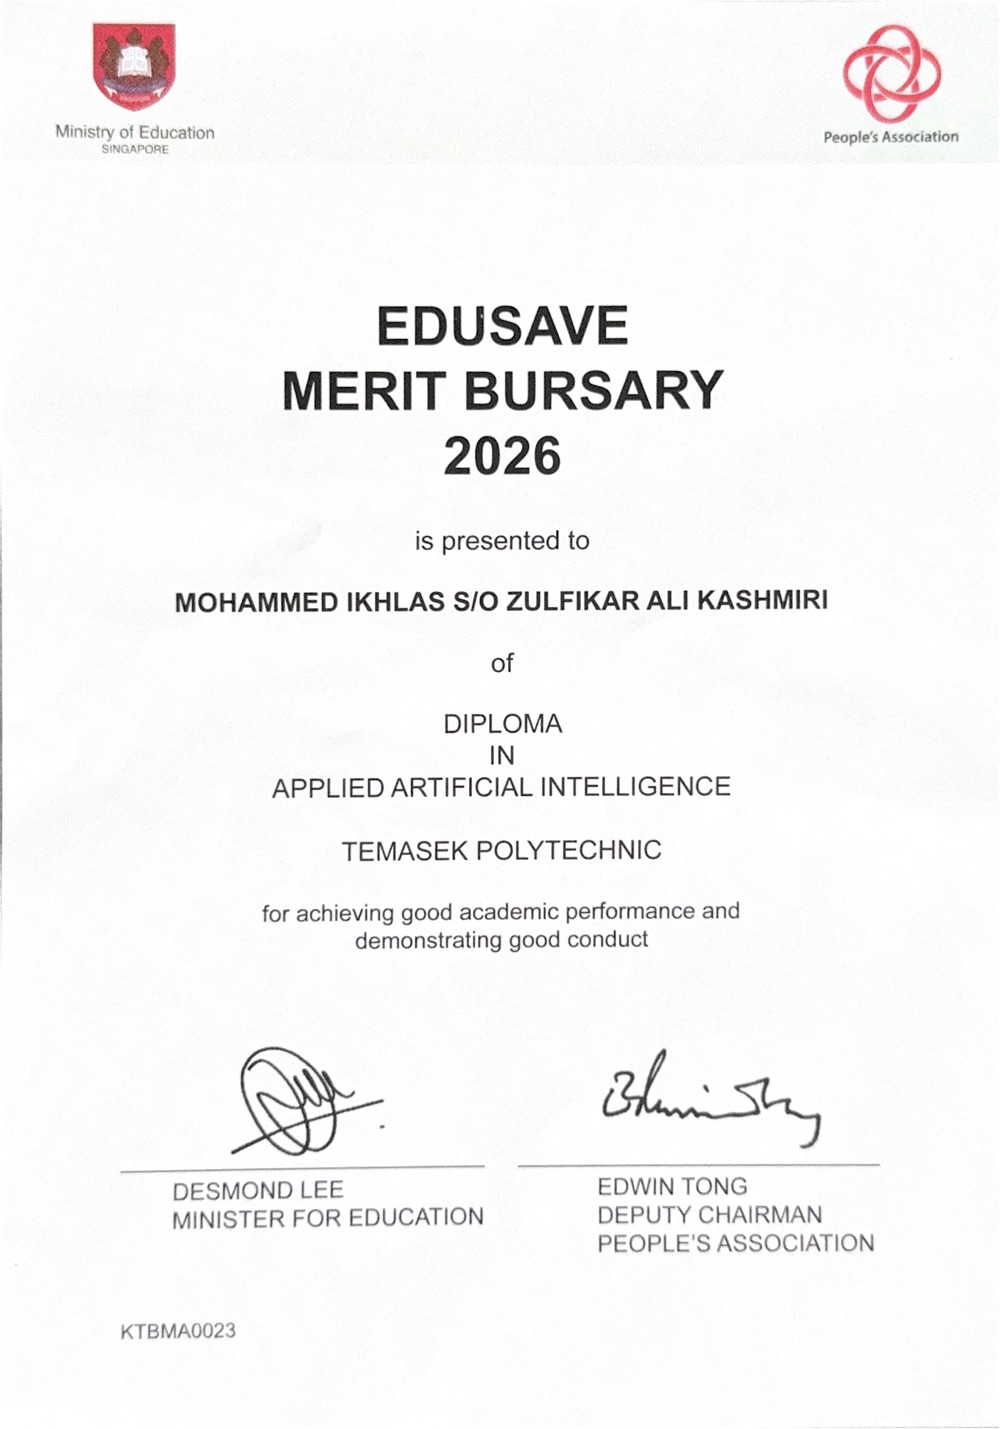 Ministry of Education
SINGAPORE
People's Association
EDUSAVE
MERIT BURSARY
2026
is presented to
MOHAMMED IKHLAS S/O ZULFIKAR ALI KASHMIRI
of
DIPLOMA
IN
APPLIED ARTIFICIAL INTELLIGENCE
TEMASEK POLYTECHNIC
for achieving good academic performance and
demonstrating good conduct
DESMOND LEE
MINISTER FOR EDUCATION
EDWIN TONG
DEPUTY CHAIRMAN
PEOPLE'S ASSOCIATION
KTBMA0023